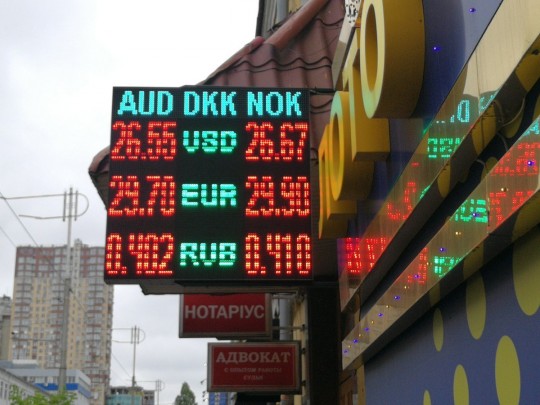 AUD DKK NOK
26.55 USD 26.67
29.70 EUR 29.90
0.402 RUB 0.410
НОТАРІУС
АДВОКАТ